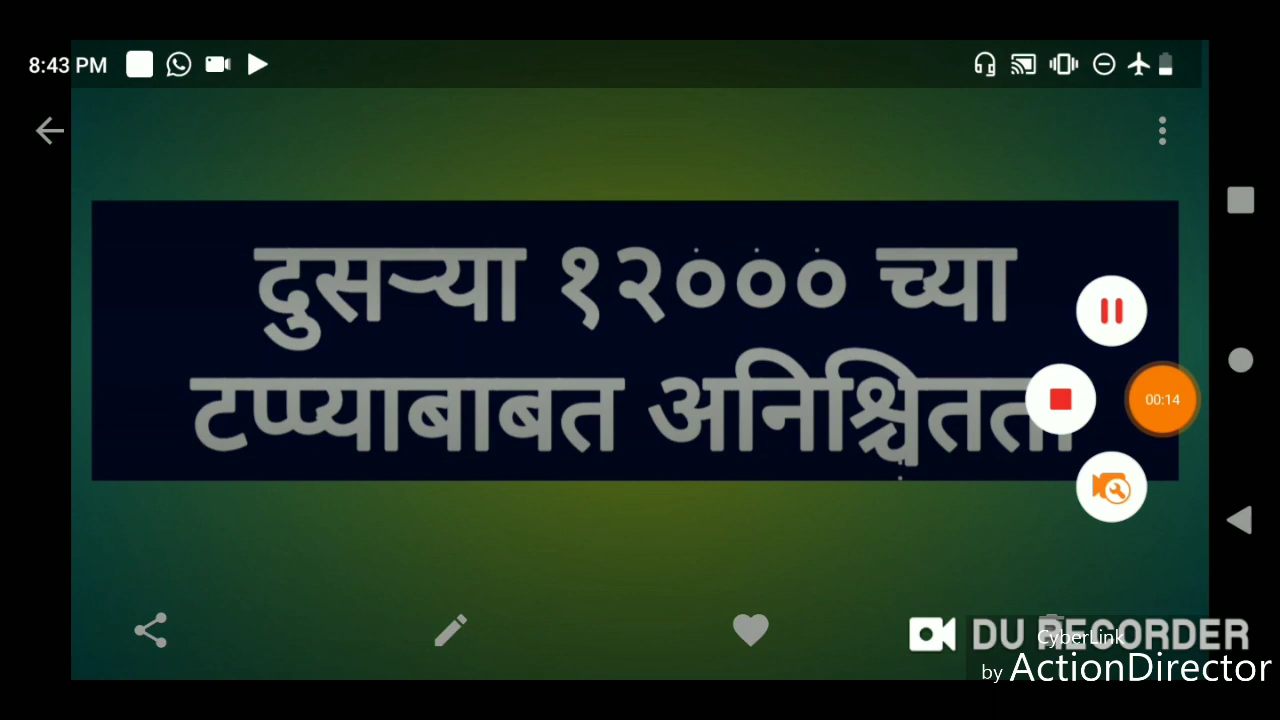 8:43 PM
दुसऱ्या १२००० च्या
टप्प्याबाबत अनिश्चितता
00:14
DU RECORDER
CyberLink
by ActionDirector